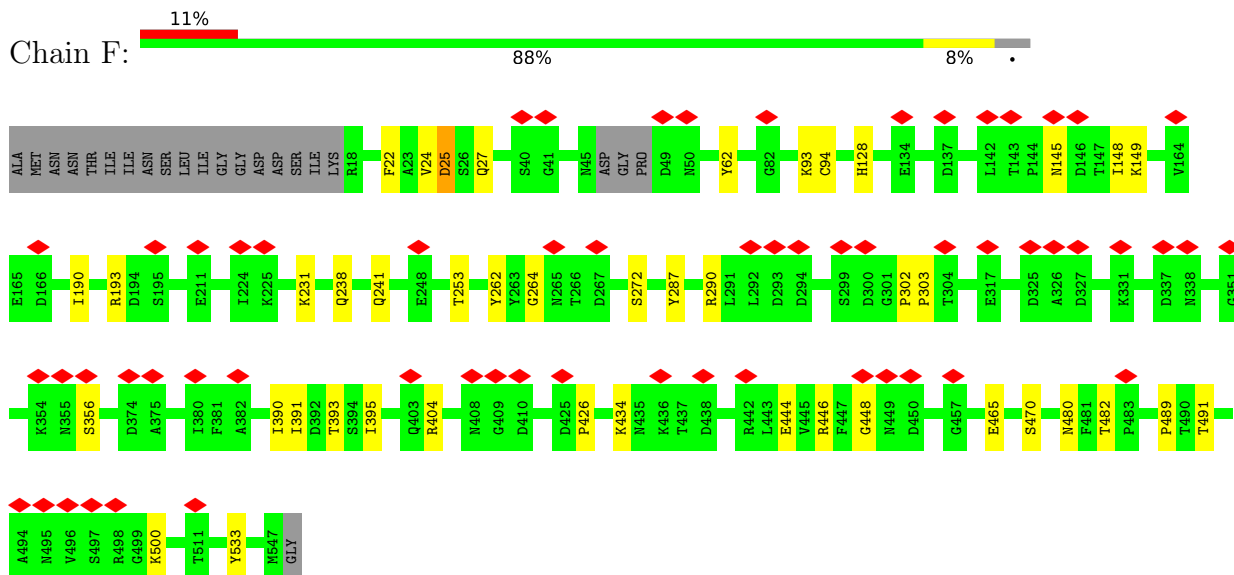 11%
Chain F:
88% 8% •
ALA MET ASN ASN THR ILE ILE ASN SER LEU ILE GLY GLY ASP ASP SER ILE LYS R18 F22 A23 V24 D25 S26 Q27 S40 G41 N45 ASP GLY PRO D49 N50 Y62 G82 K93 C94 H128 E134 D137 L142 T143 P144 N145 D146 T147 I148 K149 V164
E165 D166 I190 R193 D194 S195 E211 I224 K225 K231 Q238 Q241 E248 T253 Y262 Y263 G264 N265 T266 D267 S272 Y287 R290 L291 L292 D293 D294 S299 D300 G301 P302 P303 T304 E317 D325 A326 D327 K331 D337 N338 G351
K354 N355 S356 D374 A375 I380 F381 A382 I390 I391 D392 T393 S394 I395 Q403 R404 N408 G409 D410 D425 P426 K434 N435 K436 T437 D438 R442 L443 E444 V445 R446 F447 G448 N449 D450 G457 E465 S470 N480 F481 T482 P483 P489 T490 T491
A494 N495 V496 S497 R498 G499 K500 T511 Y533 M547 GLY